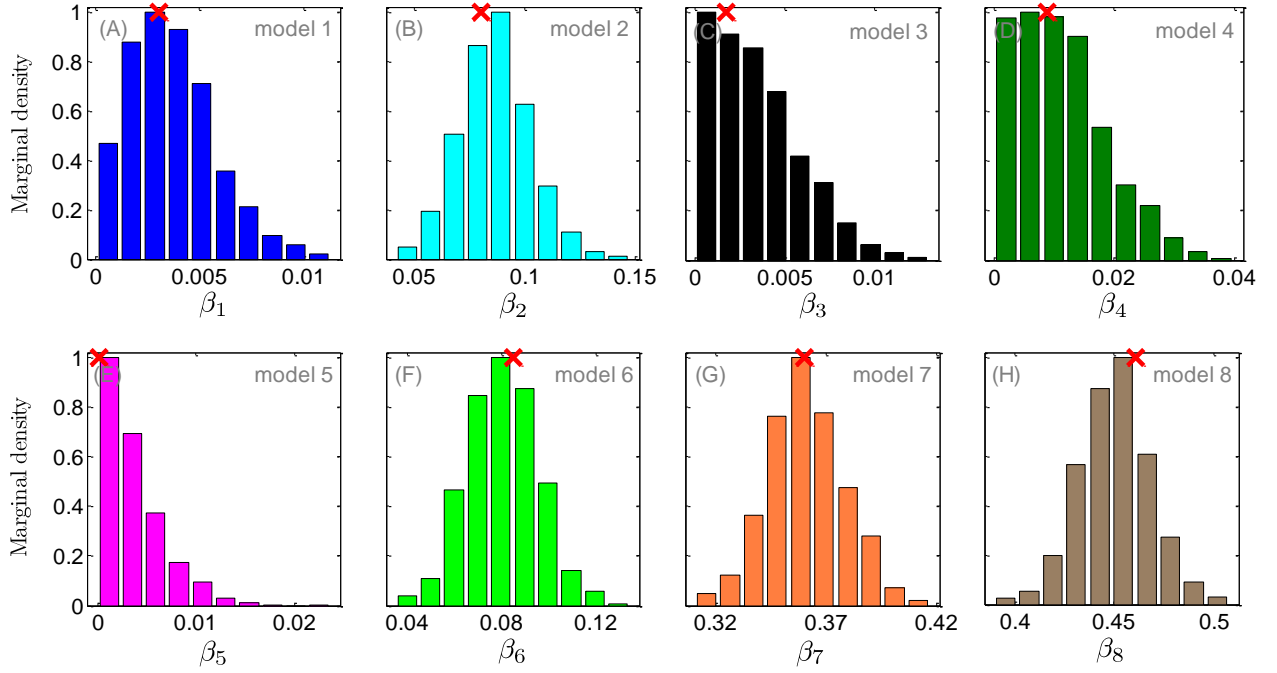 (A) model 1
(B) model 2
(C) model 3
(D) model 4
Marginal density
1
0.8
0.6
0.4
0.2
0
0 0.005 0.01
β1
0.05 0.1 0.15
β2
0 0.005 0.01
β3
0 0.02 0.04
β4
(E) model 5
(F) model 6
(G) model 7
(H) model 8
Marginal density
1
0.8
0.6
0.4
0.2
0
0 0.01 0.02
β5
0.04 0.08 0.12
β6
0.32 0.37 0.42
β7
0.4 0.45 0.5
β8